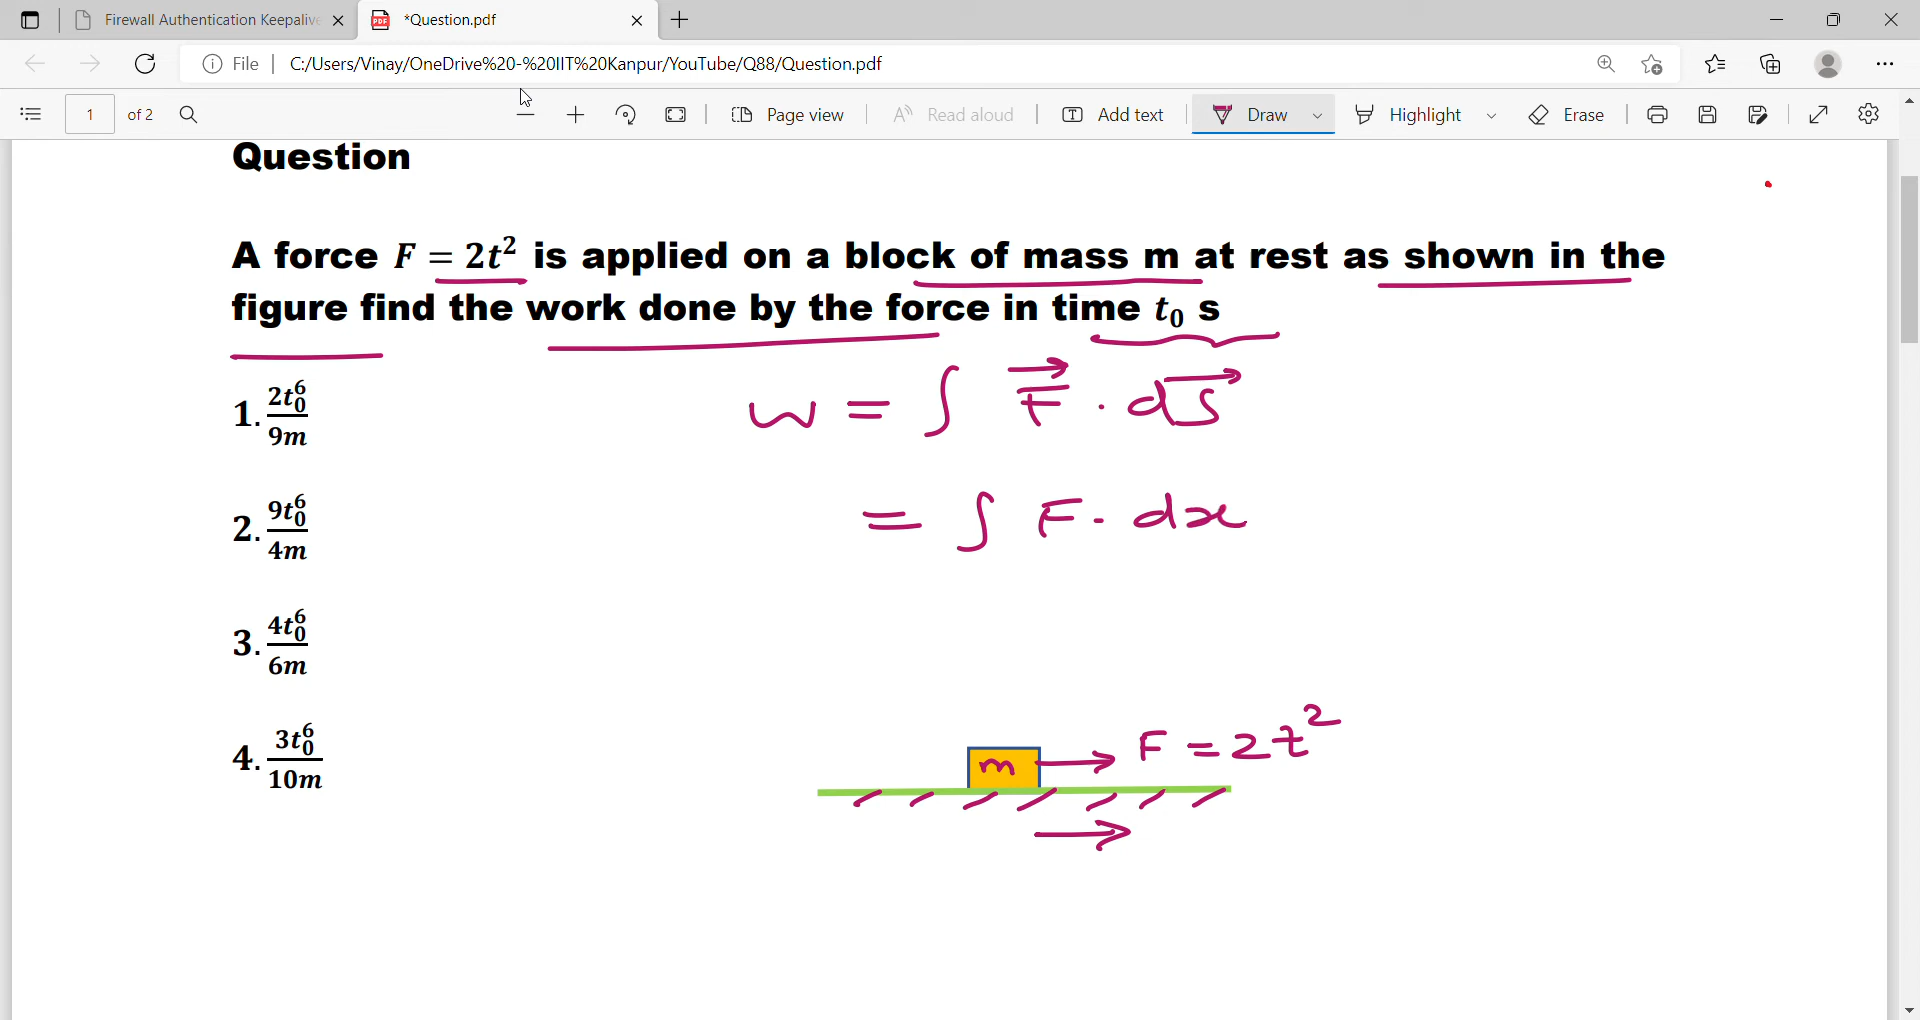 Firewall Authentication Keepaliv
*Question.pdf
File
C:/Users/Vinay/OneDrive%20-%20IIT%20Kanpur/YouTube/Q88/Question.pdf
1 of 2
Page view
Read aloud
Add text
Draw
Highlight
Erase
Question
A force F = 2t² is applied on a block of mass m at rest as shown in the
figure find the work done by the force in time t₀ s
1. 2t₀⁶/9m
2. 9t₀⁶/4m
3. 4t₀⁶/6m
4. 3t₀⁶/10m
w = ∫ F⃗ · ds⃗
= ∫ F · dx
m
F = 2t²